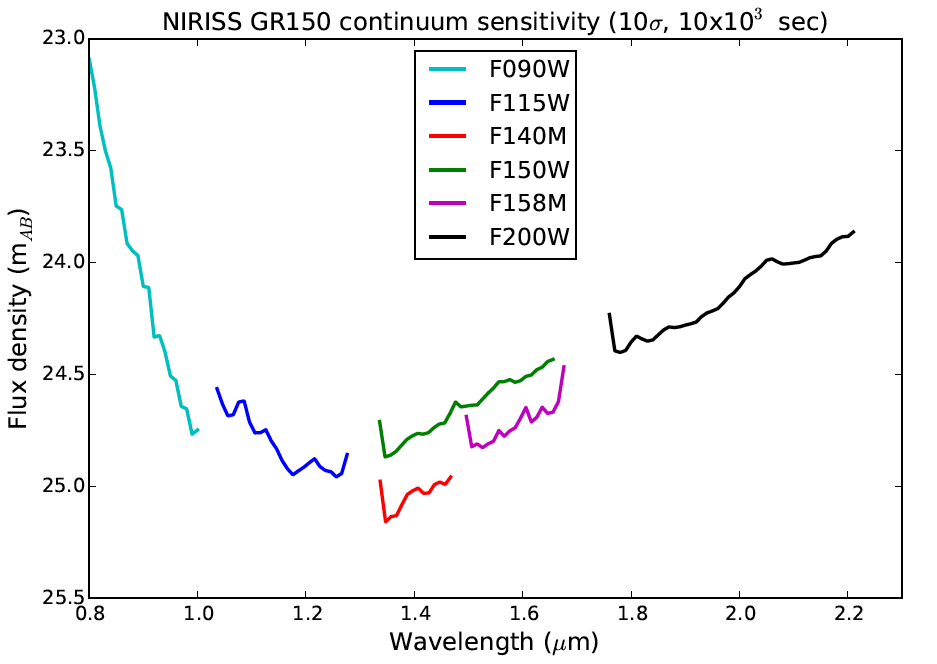 NIRISS GR150 continuum sensitivity (10σ, 10x10³ sec)
23.0
23.5
24.0
24.5
25.0
25.5
Flux density (m_AB)
F090W
F115W
F140M
F150W
F158M
F200W
0.8 1.0 1.2 1.4 1.6 1.8 2.0 2.2
Wavelength (μm)